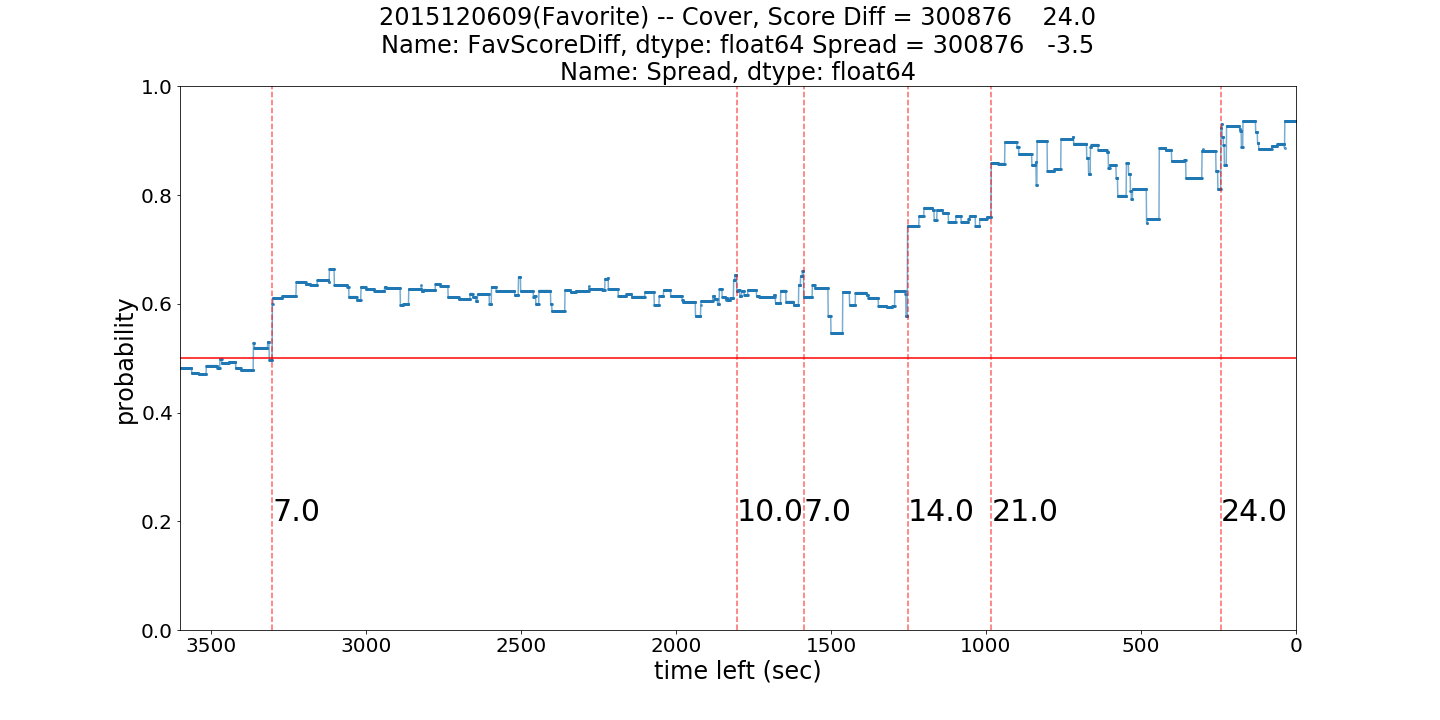 2015120609(Favorite) -- Cover, Score Diff = 300876    24.0
Name: FavScoreDiff, dtype: float64 Spread = 300876   -3.5
Name: Spread, dtype: float64
1.0
0.8
0.6
0.4
0.2
0.0
probability
7.0 10.0 7.0 14.0 21.0 24.0
3500 3000 2500 2000 1500 1000 500 0
time left (sec)